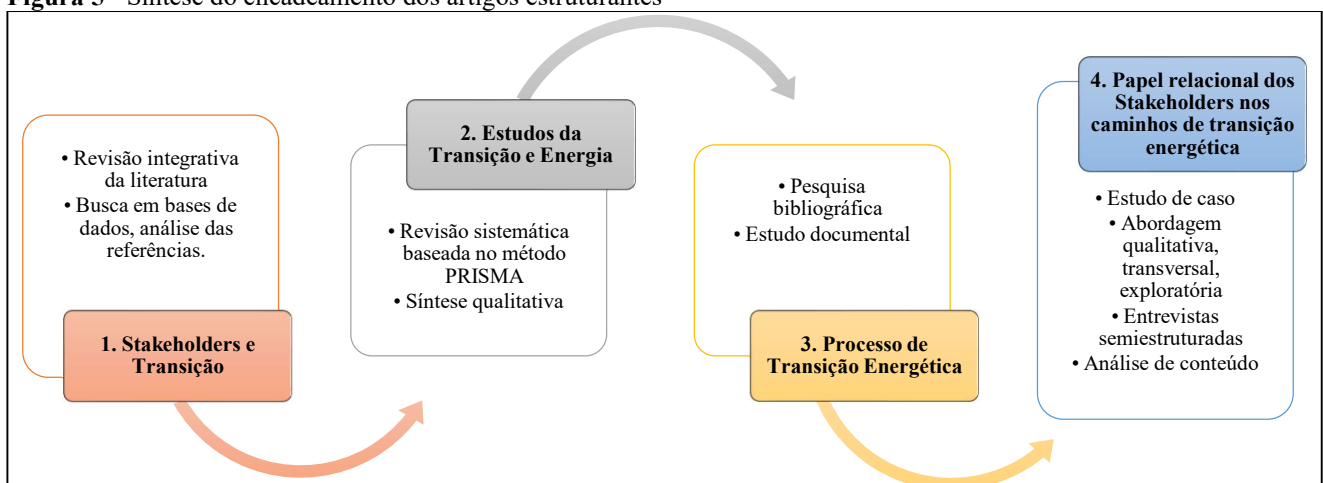 Figura 3 - Síntese do encadeamento dos artigos estruturantes
• Revisão integrativa
da literatura
• Busca em bases de
dados, análise das
referências.
1. Stakeholders e
Transição
2. Estudos da
Transição e Energia
• Revisão sistemática
baseada no método
PRISMA
• Síntese qualitativa
• Pesquisa
bibliográfica
• Estudo documental
3. Processo de
Transição Energética
4. Papel relacional dos
Stakeholders nos
caminhos de transição
energética
• Estudo de caso
• Abordagem
qualitativa,
transversal,
exploratória
• Entrevistas
semiestruturadas
• Análise de conteúdo